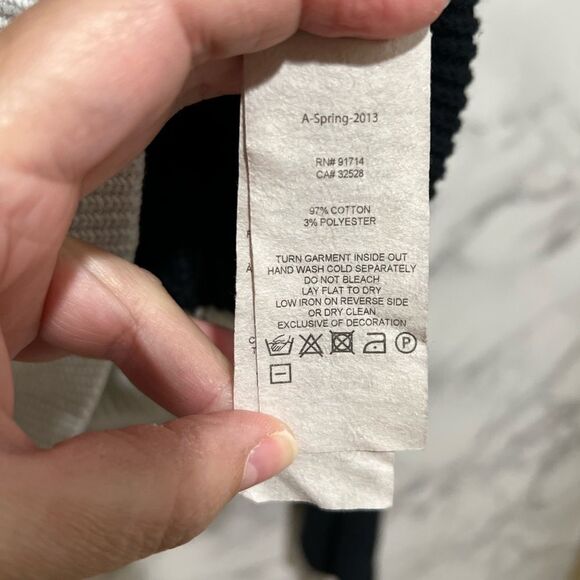 A-Spring-2013
RN# 91714
CA# 32528
97% COTTON
3% POLYESTER
TURN GARMENT INSIDE OUT
HAND WASH COLD SEPARATELY
DO NOT BLEACH
LAY FLAT TO DRY
LOW IRON ON REVERSE SIDE
OR DRY CLEAN
EXCLUSIVE OF DECORATION
P